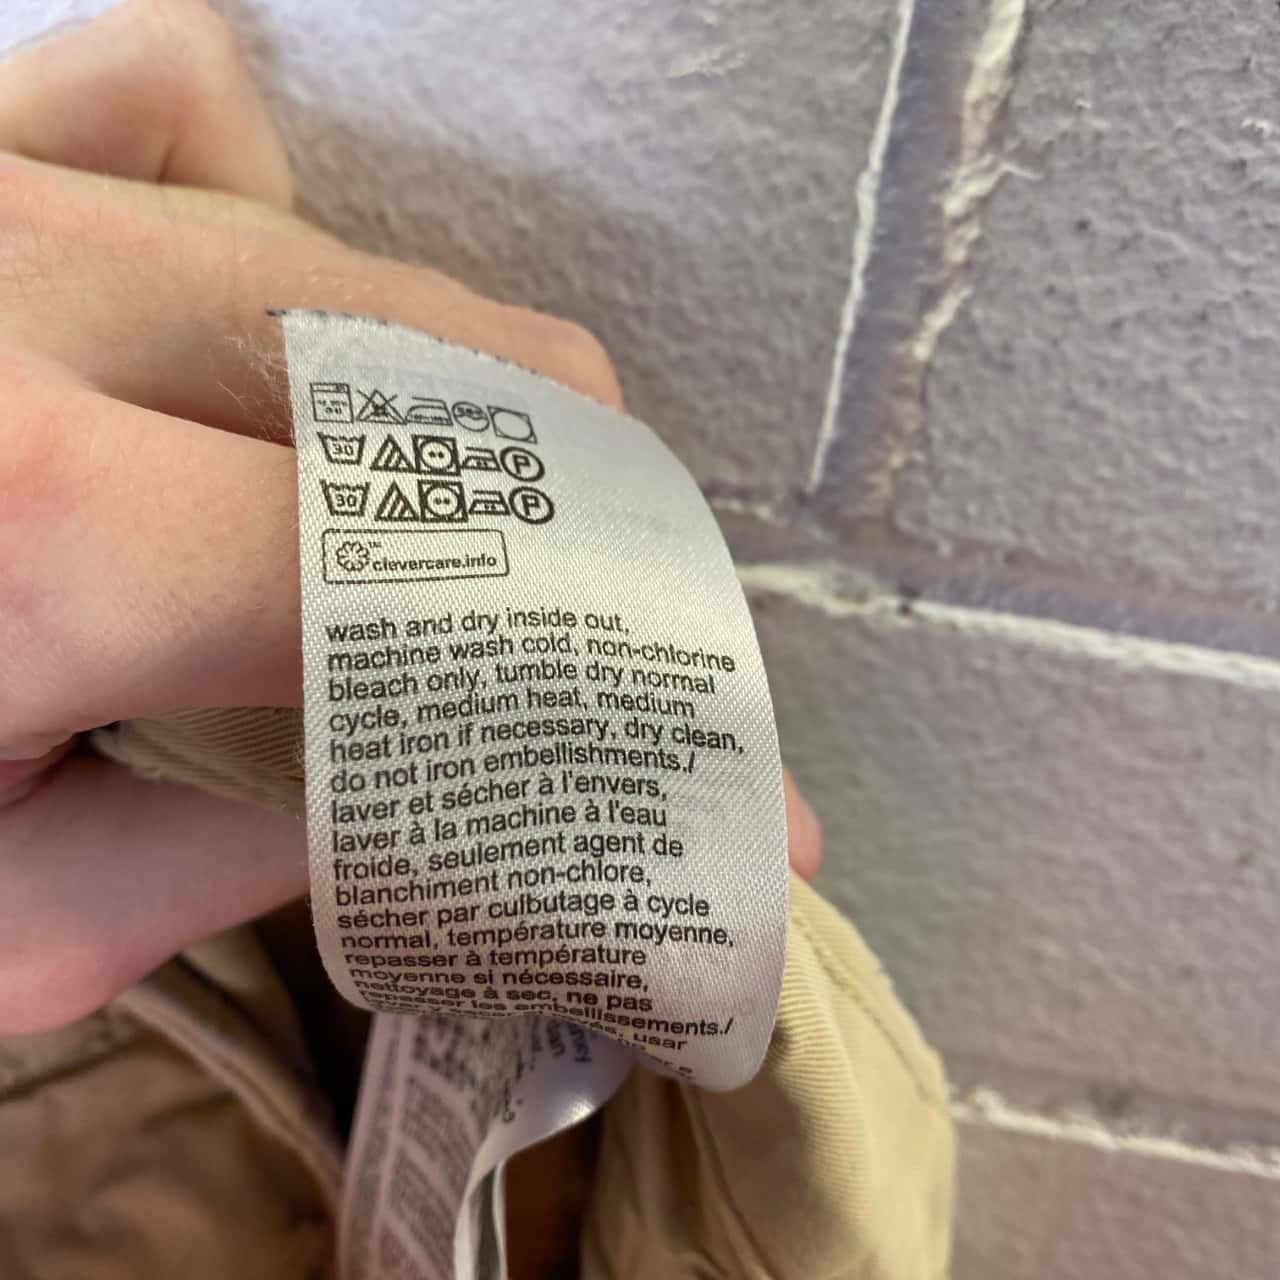 30
P
30
P
clevercare.info
wash and dry inside out,
machine wash cold, non-chlorine
bleach only, tumble dry normal
cycle, medium heat, medium
heat iron if necessary, dry clean,
do not iron embellishments./
laver et sécher à l'envers,
laver à la machine à l'eau
froide, seulement agent de
blanchiment non-chlore,
sécher par culbutage à cycle
normal, température moyenne,
repasser à température
moyenne si nécessaire,
nettoyage à sec, ne pas
repasser les embellissements./
usar